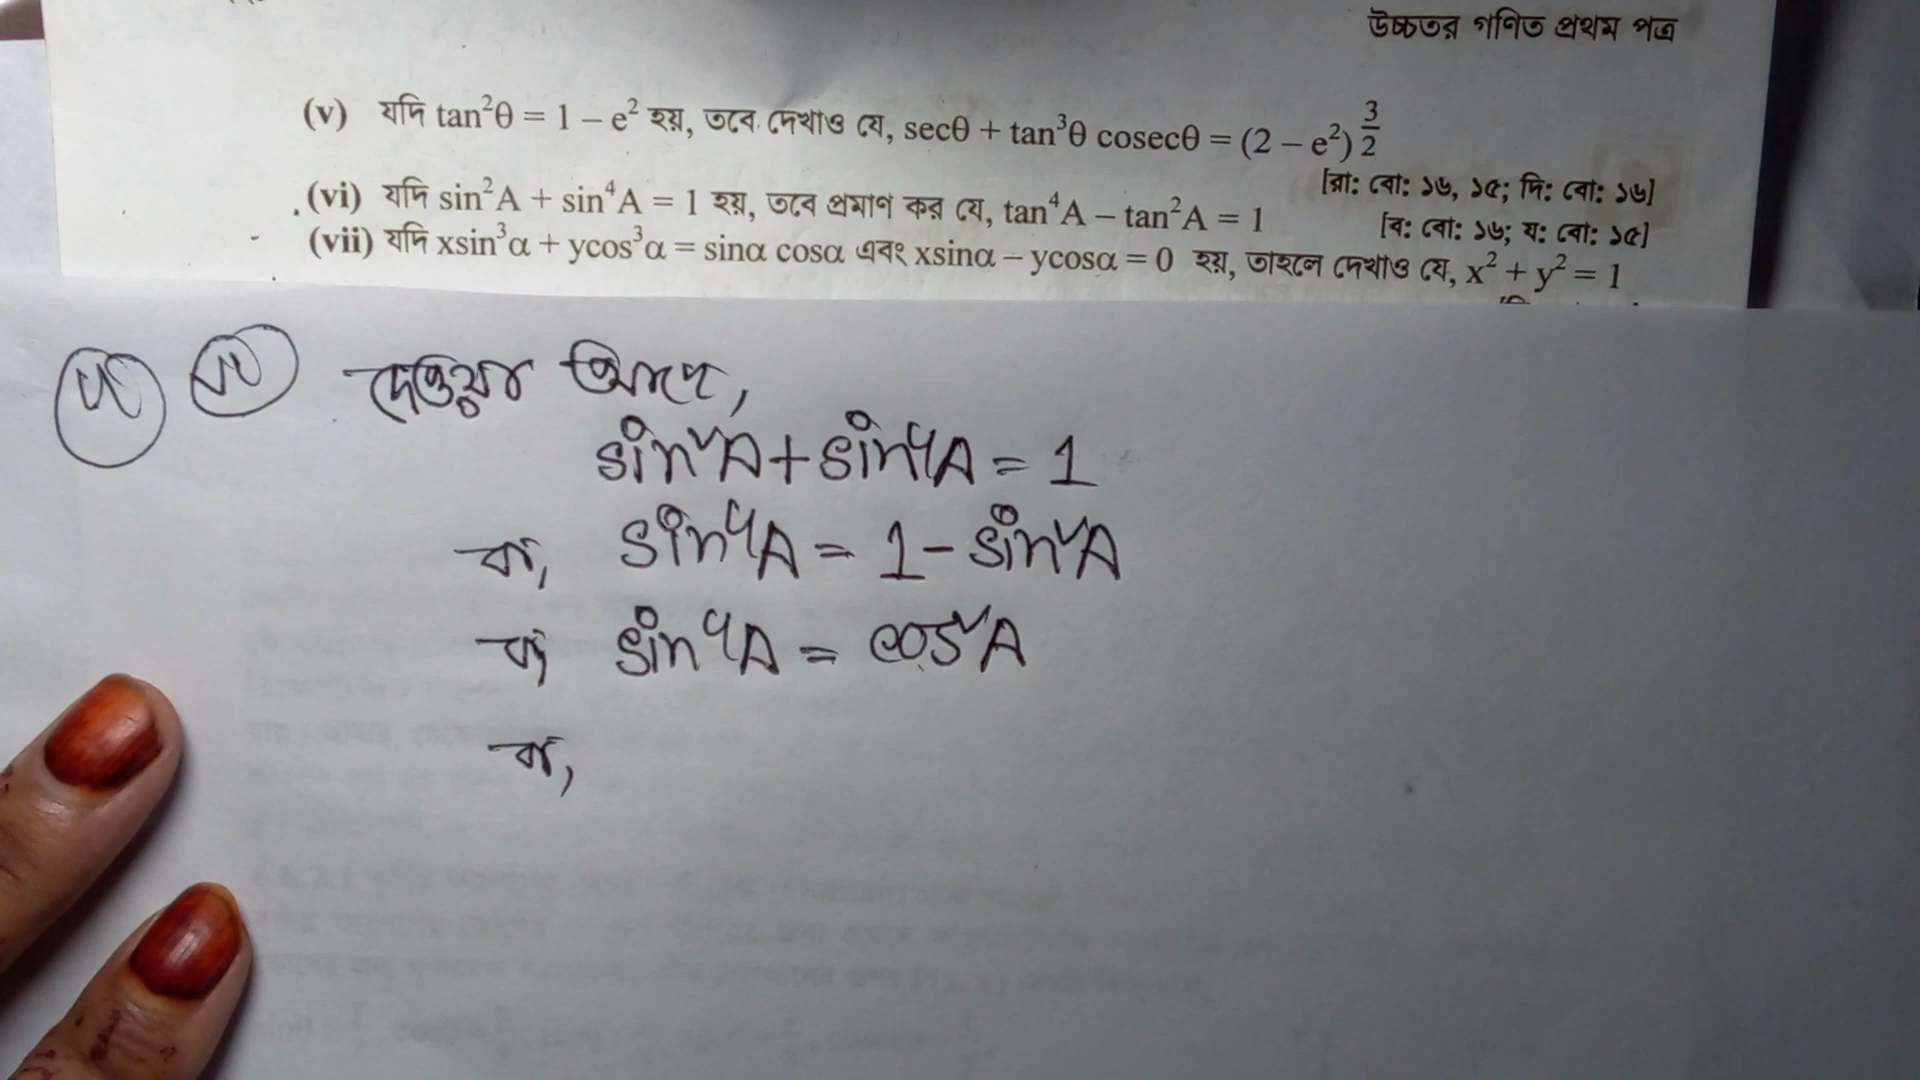 উচ্চতর গণিত প্রথম পত্র
(v) যদি tan²θ = 1 – e² হয়, তবে দেখাও যে, secθ + tan³θ cosecθ = (2 – e²)^(3/2)
[রা: বো: ১৬, ১৫; দি: বো: ১৬]
(vi) যদি sin²A + sin⁴A = 1 হয়, তবে প্রমাণ কর যে, tan⁴A – tan²A = 1
[ব: বো: ১৬; য: বো: ১৫]
(vii) যদি xsin³α + ycos³α = sinα cosα এবং xsinα – ycosα = 0 হয়, তাহলে দেখাও যে, x² + y² = 1
দেওয়া আছে,
sin²A + sin⁴A = 1
বা, sin⁴A = 1 - sin²A
বা, sin⁴A = cos²A
বা,